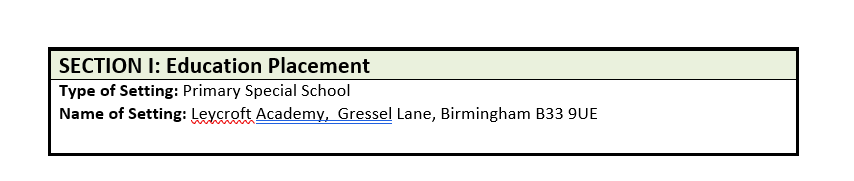 SECTION I: Education Placement
Type of Setting: Primary Special School
Name of Setting: Leycroft Academy,  Gressel Lane, Birmingham B33 9UE